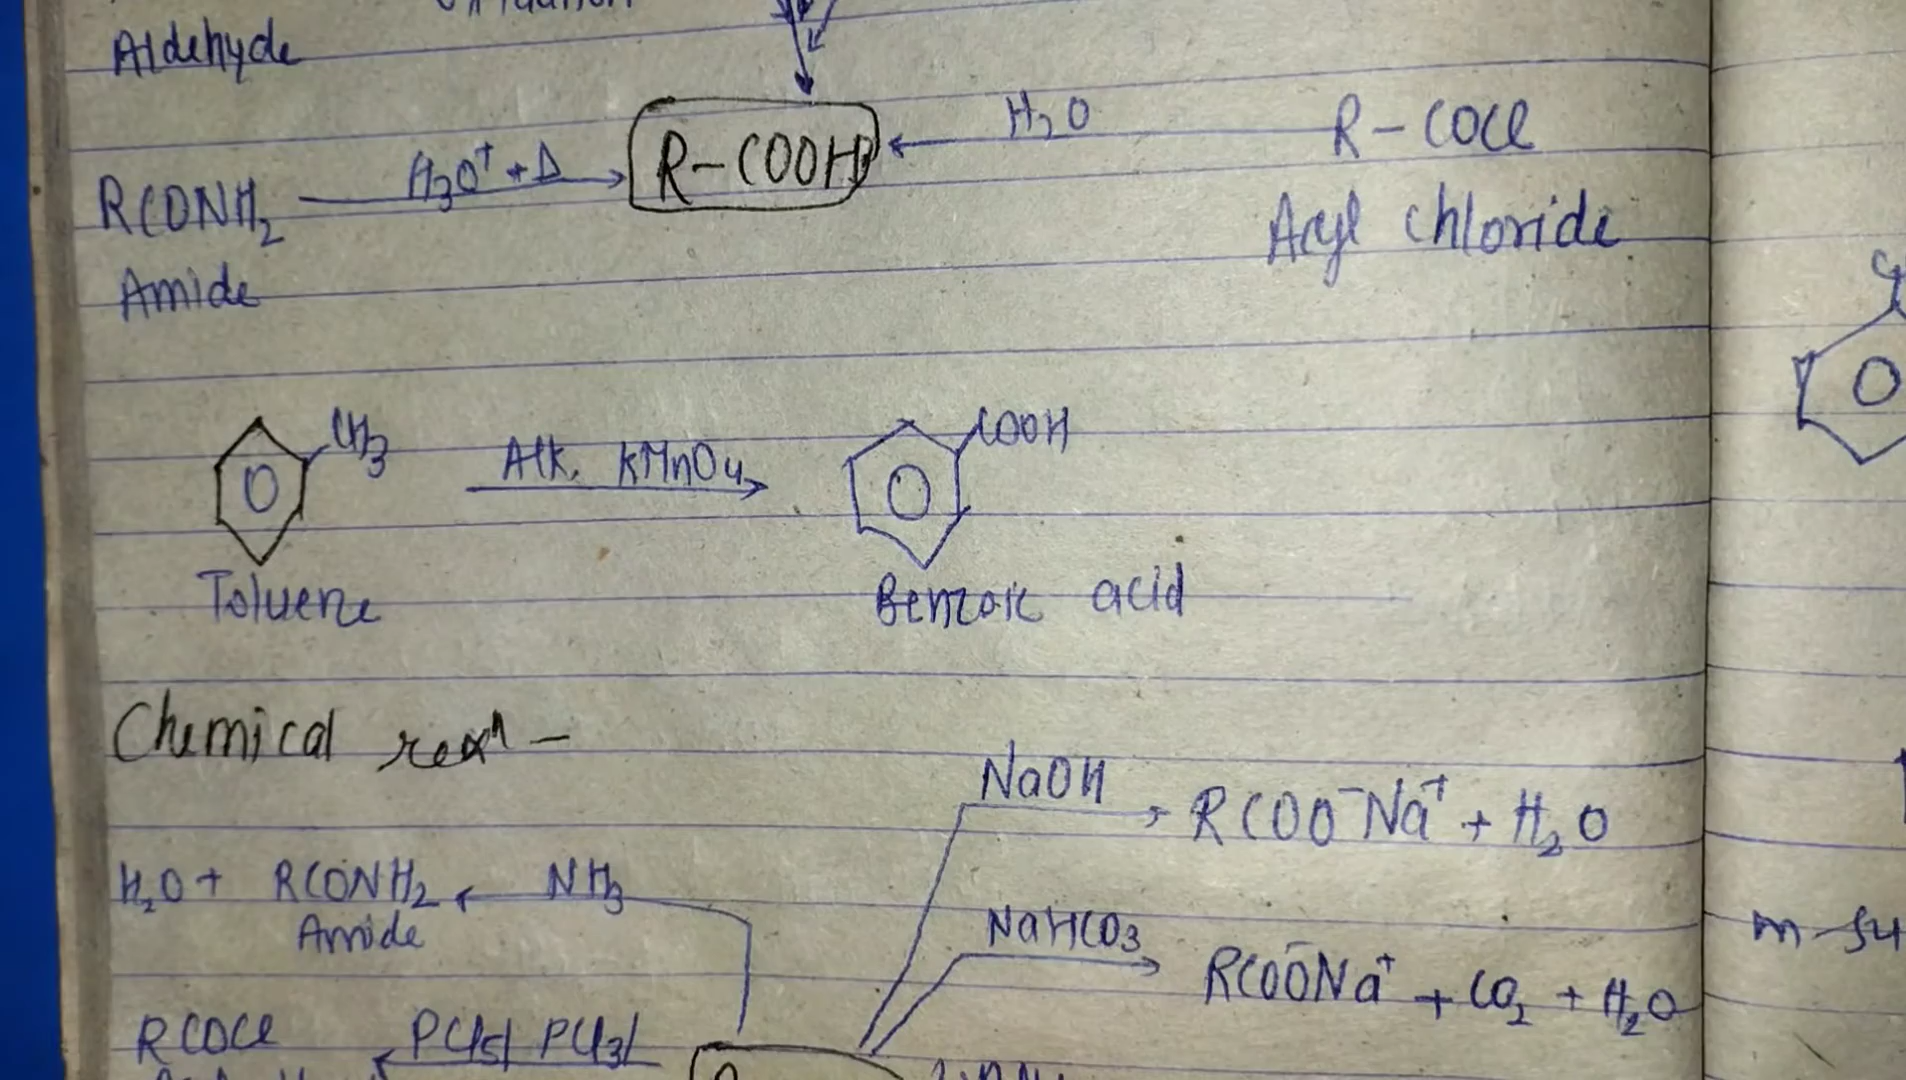 Aldehyde
H2O
R-COCl
H3O+ + Δ
R-COOH
RCONH2
Acyl chloride
Amide
CH3
Alk. KMnO4
COOH
Toluene
Benzoic acid
Chemical reaxn -
NaOH
RCOO-Na+ + H2O
H2O + RCONH2
NH3
Amide
NaHCO3
RCOO-Na+ + CO2 + H2O
RCOCl
PCl5/ PCl3/